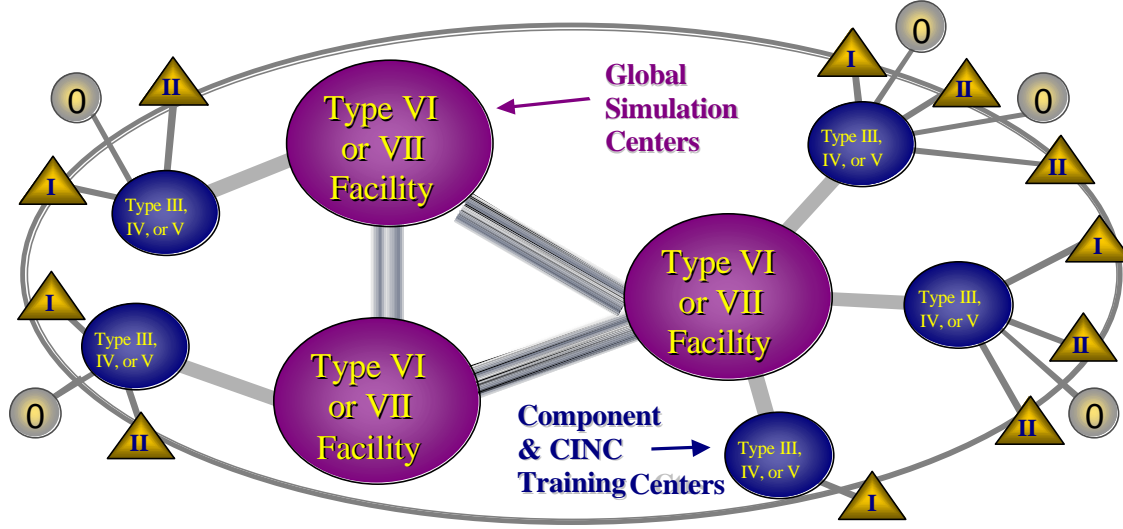 0
II
I
Type VI
or VII
Facility
Global
Simulation
Centers
I
0
II
0
II
Type III,
IV, or V
Type III,
IV, or V
I
Type III,
IV, or V
0
II
Type VI
or VII
Facility
Type VI
or VII
Facility
Type III,
IV, or V
I
II
II
0
Component
& CINC
Training Centers
Type III,
IV, or V
I